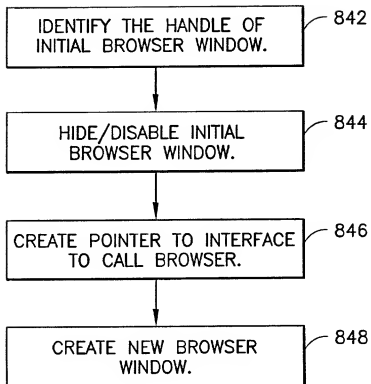 IDENTIFY THE HANDLE OF
INITIAL BROWSER WINDOW.
842
HIDE/DISABLE INITIAL
BROWSER WINDOW.
844
CREATE POINTER TO INTERFACE
TO CALL BROWSER.
846
CREATE NEW BROWSER
WINDOW.
848